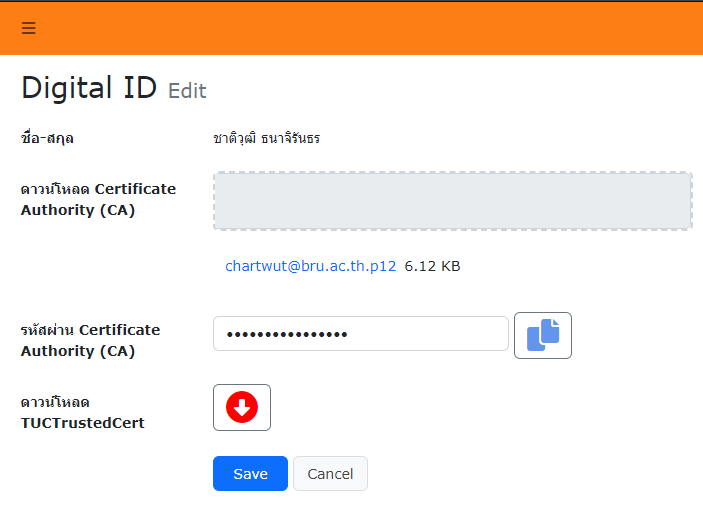 Digital ID Edit
ชื่อ-สกุล ชาติวุฒิ ธนาจิรันธร
ดาวน์โหลด Certificate
Authority (CA)
chartwut@bru.ac.th.p12 6.12 KB
รหัสผ่าน Certificate
Authority (CA)
••••••••••••••••
ดาวน์โหลด
TUCTrustedCert
Save Cancel